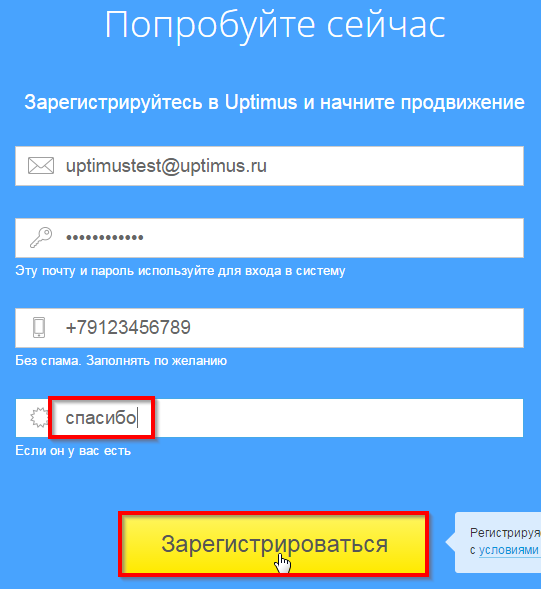 Попробуйте сейчас
Зарегистрируйтесь в Uptimus и начните продвижение
uptimustest@uptimus.ru
••••••••••••
Эту почту и пароль используйте для входа в систему
+79123456789
Без спама. Заполнять по желанию
спасибо
Если он у вас есть
Зарегистрироваться
Регистрируя
с условиями